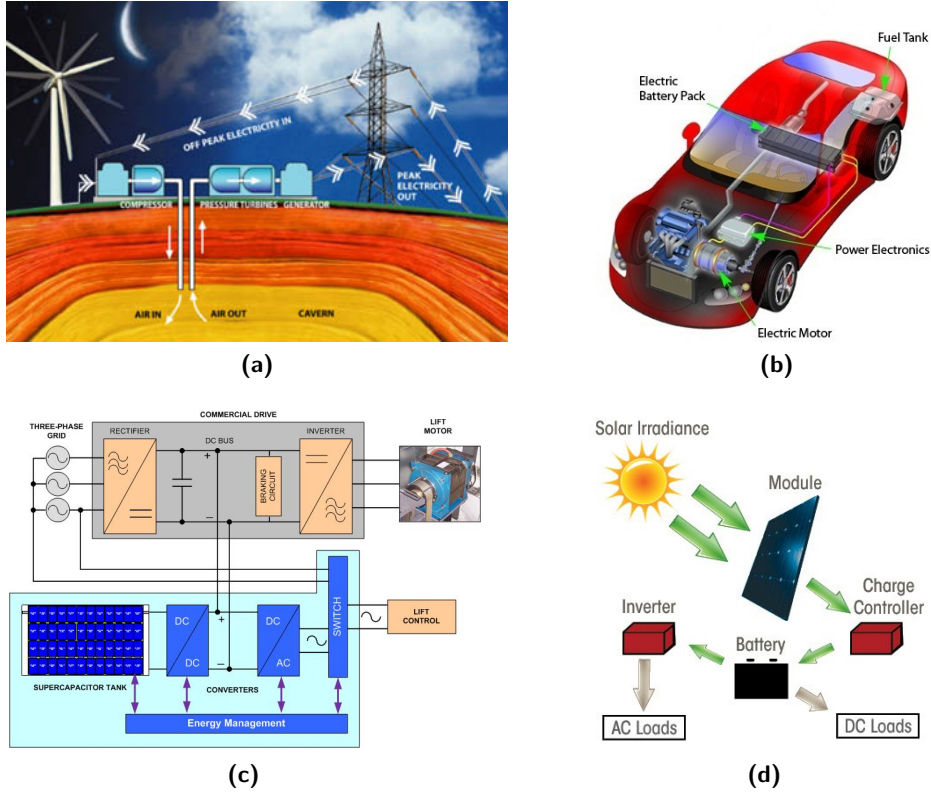 OFF PEAK ELECTRICITY IN
PEAK
ELECTRICITY
OUT
COMPRESSOR
PRESSURE TURBINES
GENERATOR
AIR IN
AIR OUT
CAVERN
(a)
Fuel Tank
Electric
Battery Pack
Power Electronics
Electric Motor
(b)
COMMERCIAL DRIVE
THREE-PHASE
GRID
RECTIFIER
DC BUS
INVERTER
LIFT
MOTOR
+
BRAKING
CIRCUIT
–
SWITCH
LIFT
CONTROL
DC
DC
+
–
DC
AC
SUPERCAPACITOR TANK
CONVERTERS
Energy Management
(c)
Solar Irradiance
Module
Charge
Controller
Inverter
Battery
AC Loads
DC Loads
(d)